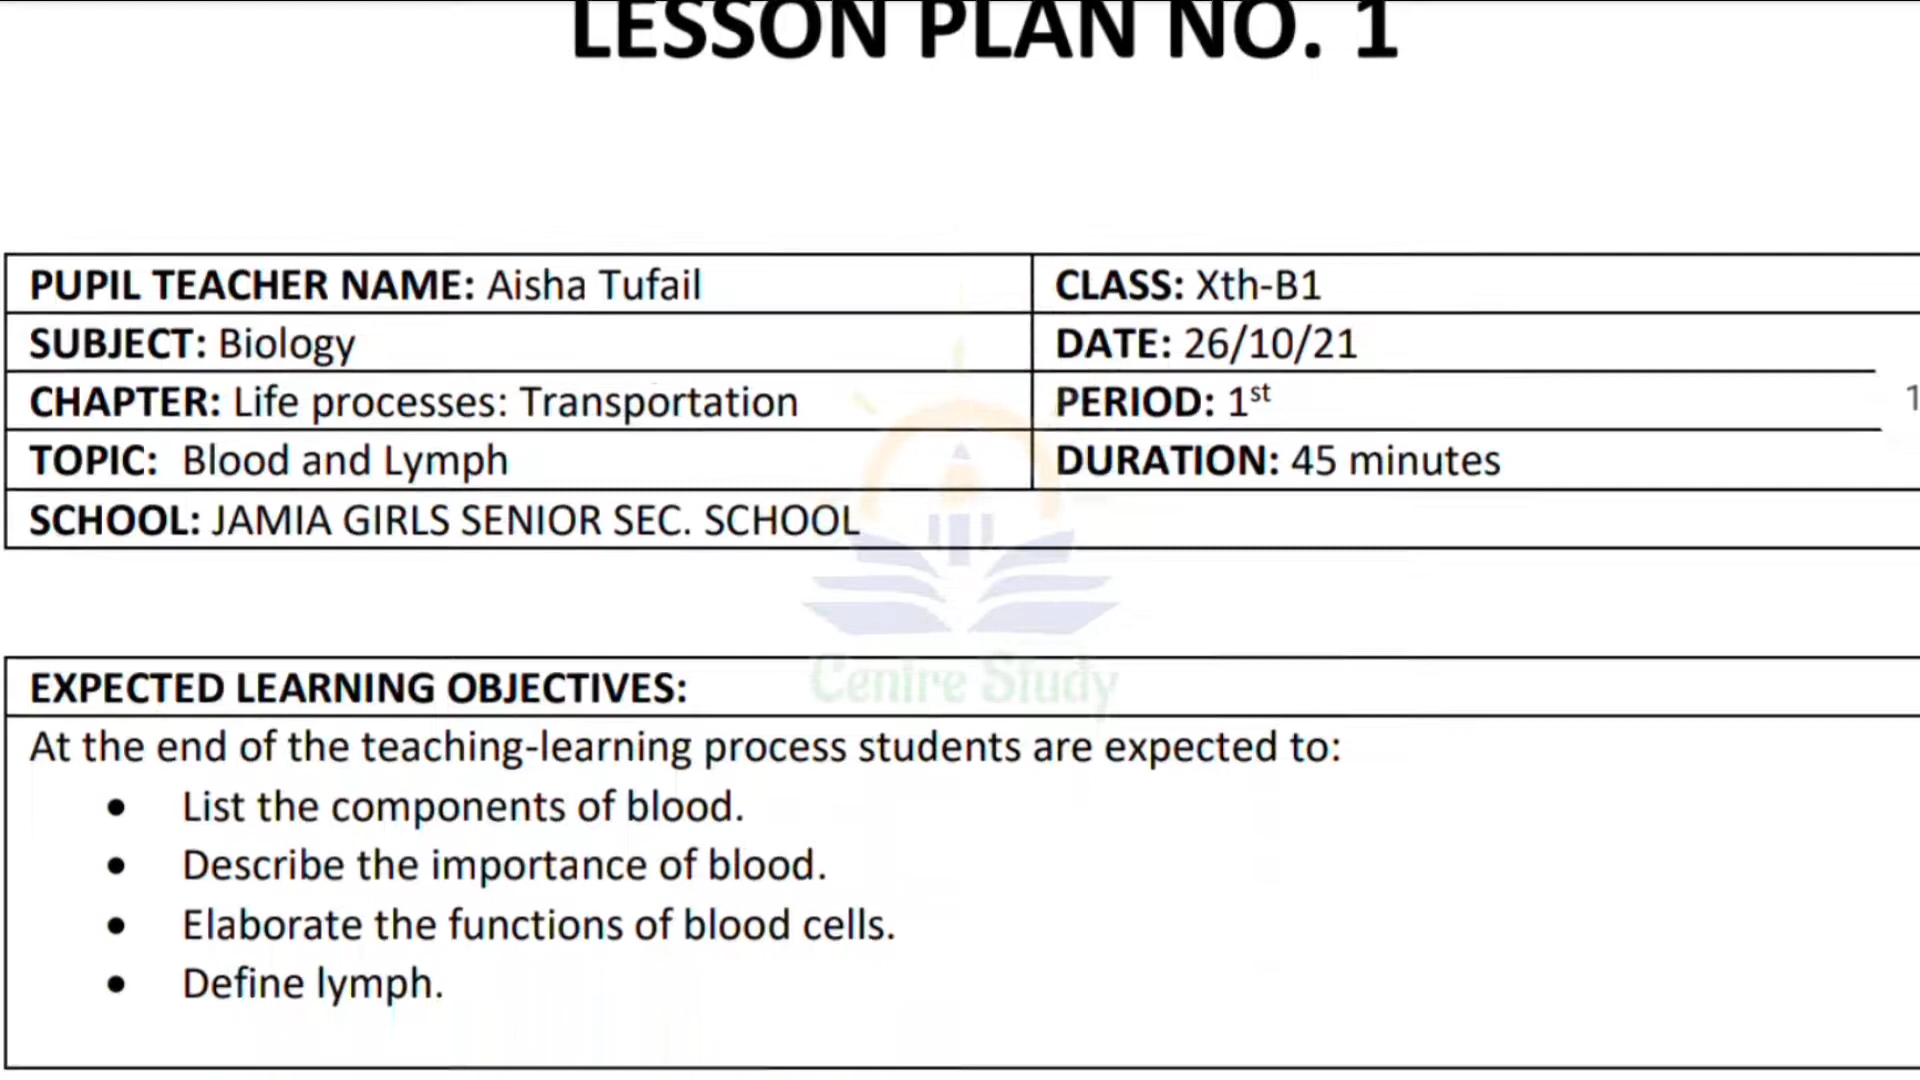 LESSON PLAN NO. 1
PUPIL TEACHER NAME: Aisha Tufail
CLASS: Xth-B1
SUBJECT: Biology
DATE: 26/10/21
CHAPTER: Life processes: Transportation
PERIOD: 1st
1
TOPIC: Blood and Lymph
DURATION: 45 minutes
SCHOOL: JAMIA GIRLS SENIOR SEC. SCHOOL
Centre Study
EXPECTED LEARNING OBJECTIVES:
At the end of the teaching-learning process students are expected to:
• List the components of blood.
• Describe the importance of blood.
• Elaborate the functions of blood cells.
• Define lymph.